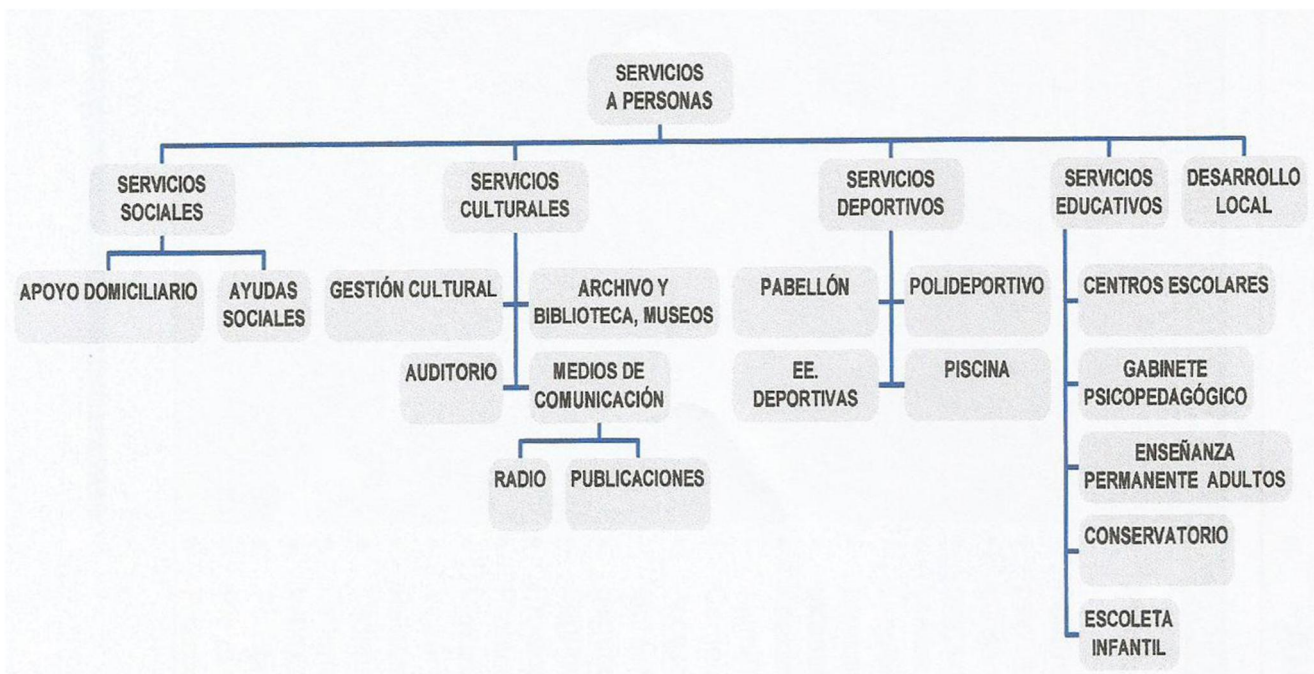 SERVICIOS
A PERSONAS
SERVICIOS
SOCIALES
SERVICIOS
CULTURALES
SERVICIOS
DEPORTIVOS
SERVICIOS
EDUCATIVOS
DESARROLLO
LOCAL
APOYO DOMICILIARIO
AYUDAS
SOCIALES
GESTIÓN CULTURAL
ARCHIVO Y
BIBLIOTECA, MUSEOS
AUDITORIO
MEDIOS DE
COMUNICACIÓN
RADIO
PUBLICACIONES
PABELLÓN
POLIDEPORTIVO
EE.
DEPORTIVAS
PISCINA
CENTROS ESCOLARES
GABINETE
PSICOPEDAGÓGICO
ENSEÑANZA
PERMANENTE ADULTOS
CONSERVATORIO
ESCOLETA
INFANTIL